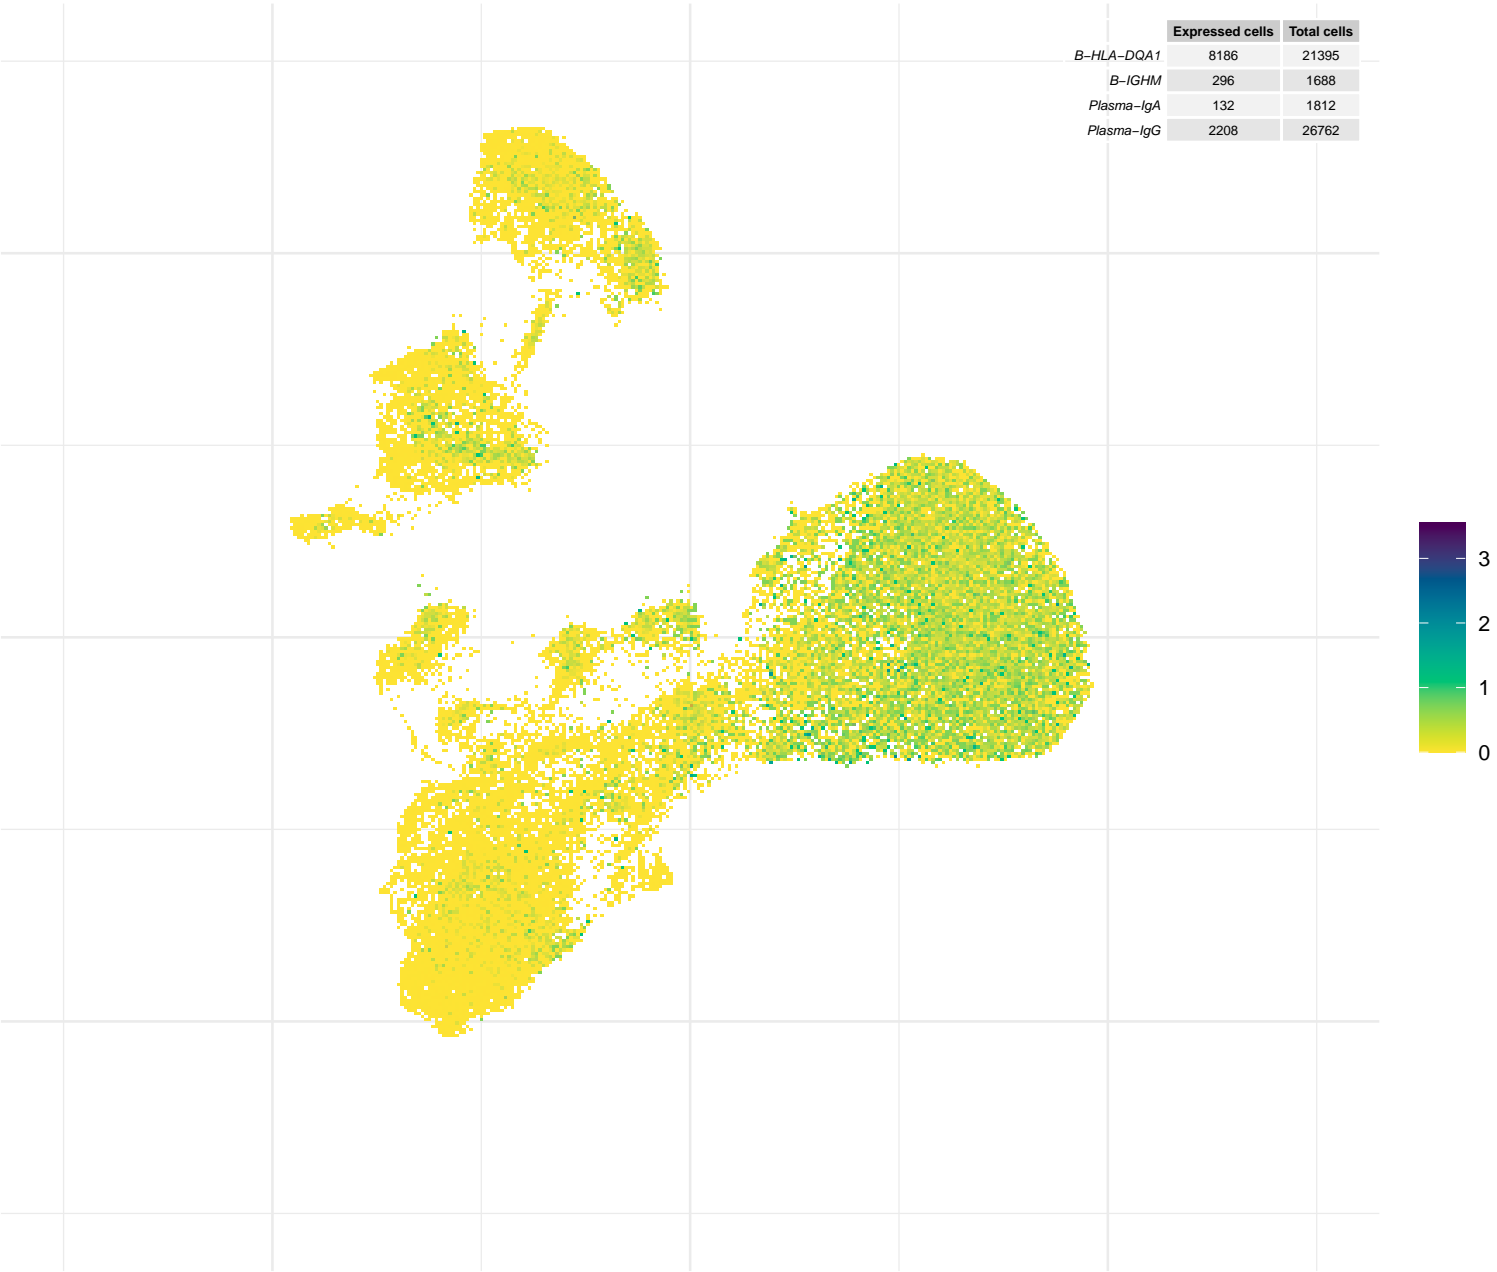 Expressed cells Total cells
B−HLA−DQA1 8186 21395
B−IGHM 296 1688
Plasma−IgA 132 1812
Plasma−IgG 2208 26762
3
2
1
0